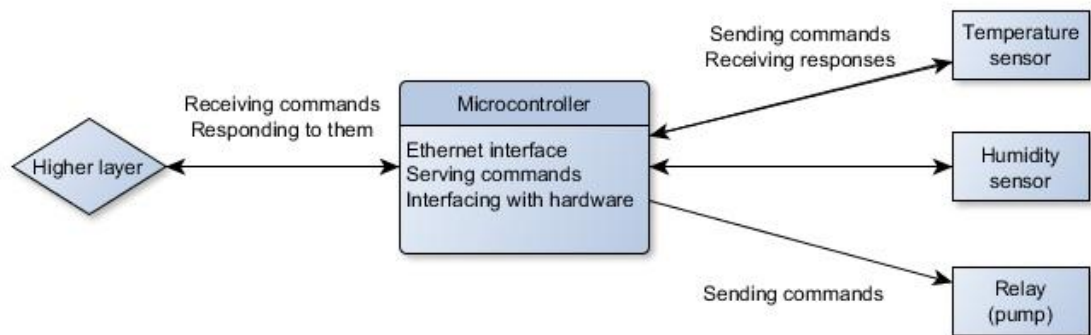 Higher layer
Receiving commands
Responding to them
Microcontroller
Ethernet interface
Serving commands
Interfacing with hardware
Sending commands
Receiving responses
Temperature
sensor
Humidity
sensor
Sending commands
Relay
(pump)